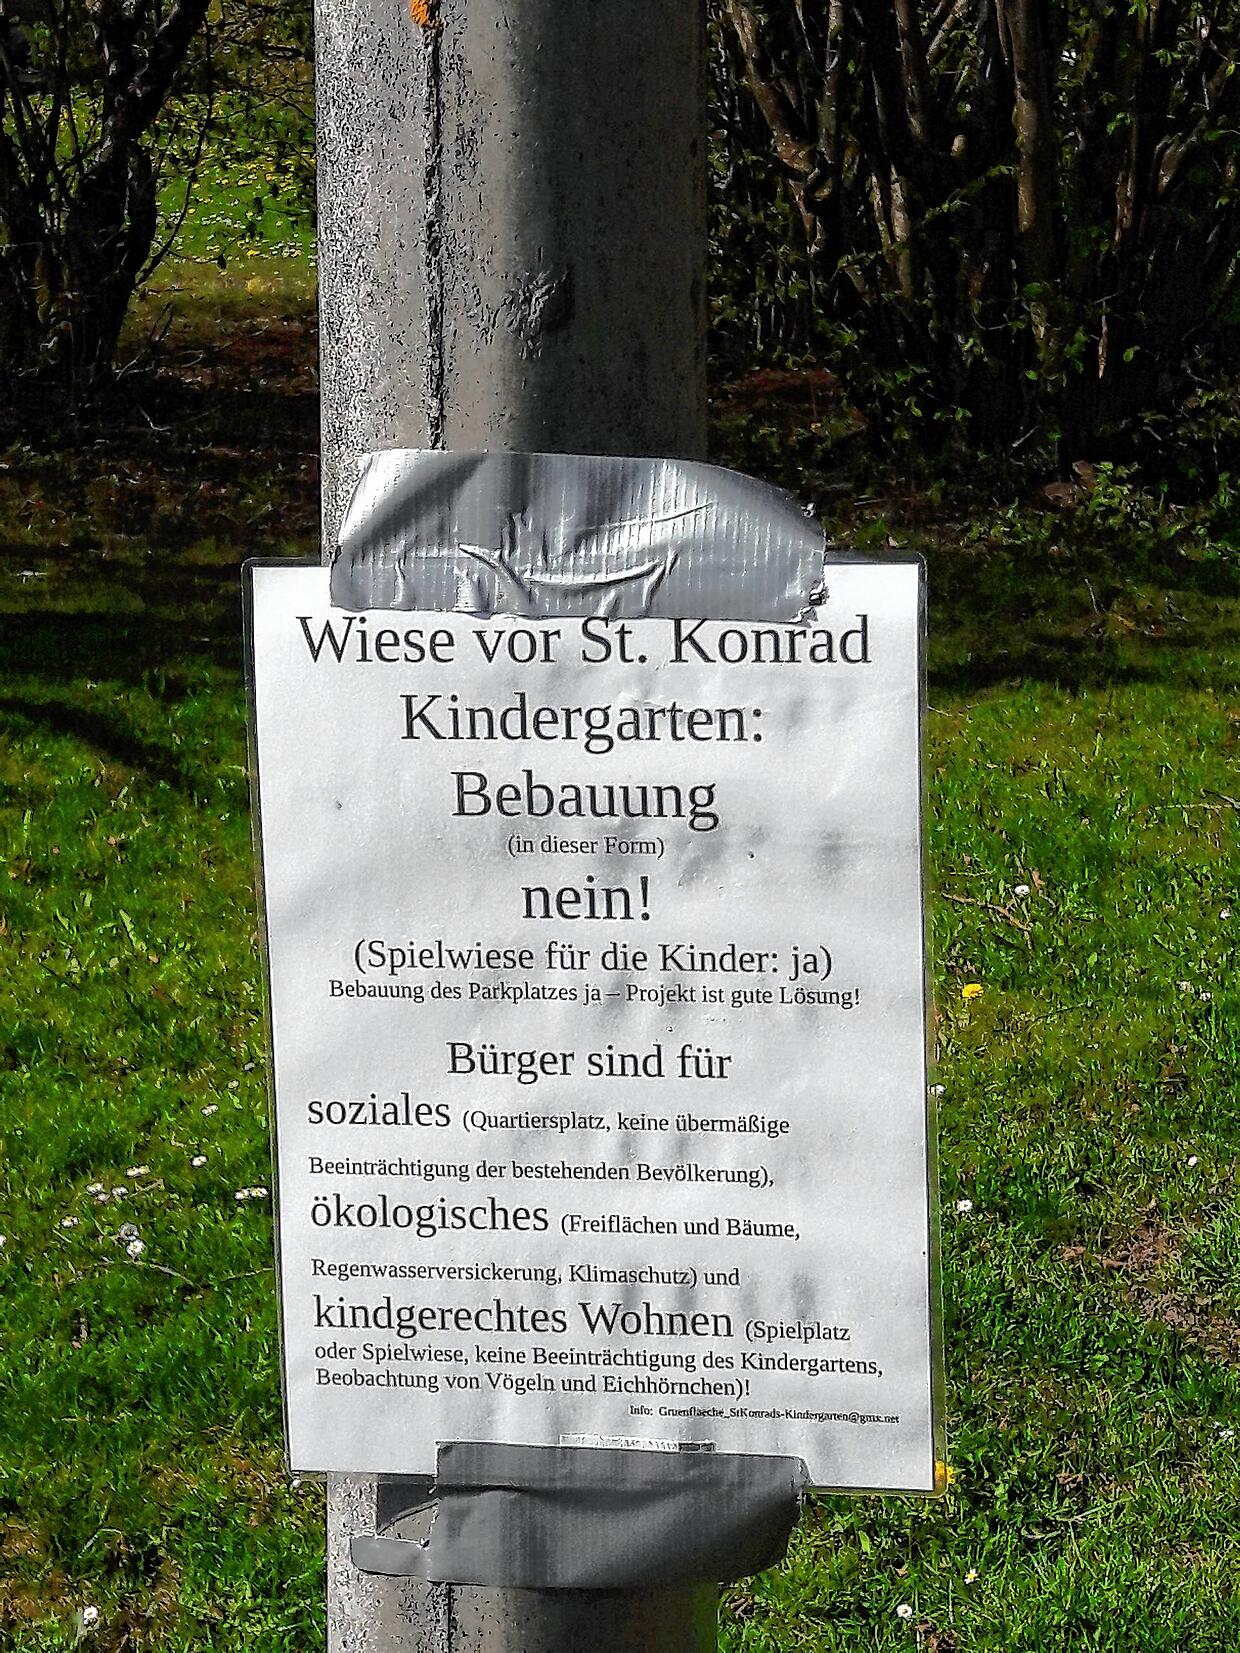 Wiese vor St. Konrad
Kindergarten:
Bebauung
(in dieser Form)
nein!
(Spielwiese für die Kinder: ja)
Bebauung des Parkplatzes ja – Projekt ist gute Lösung!
Bürger sind für
soziales (Quartiersplatz, keine übermäßige
Beeinträchtigung der bestehenden Bevölkerung),
ökologisches (Freiflächen und Bäume,
Regenwasserversickerung, Klimaschutz) und
kindgerechtes Wohnen (Spielplatz
oder Spielwiese, keine Beeinträchtigung des Kindergartens,
Beobachtung von Vögeln und Eichhörnchen)!
Info: Gruenflaeche_StKonrads-Kindergarten@gmx.net